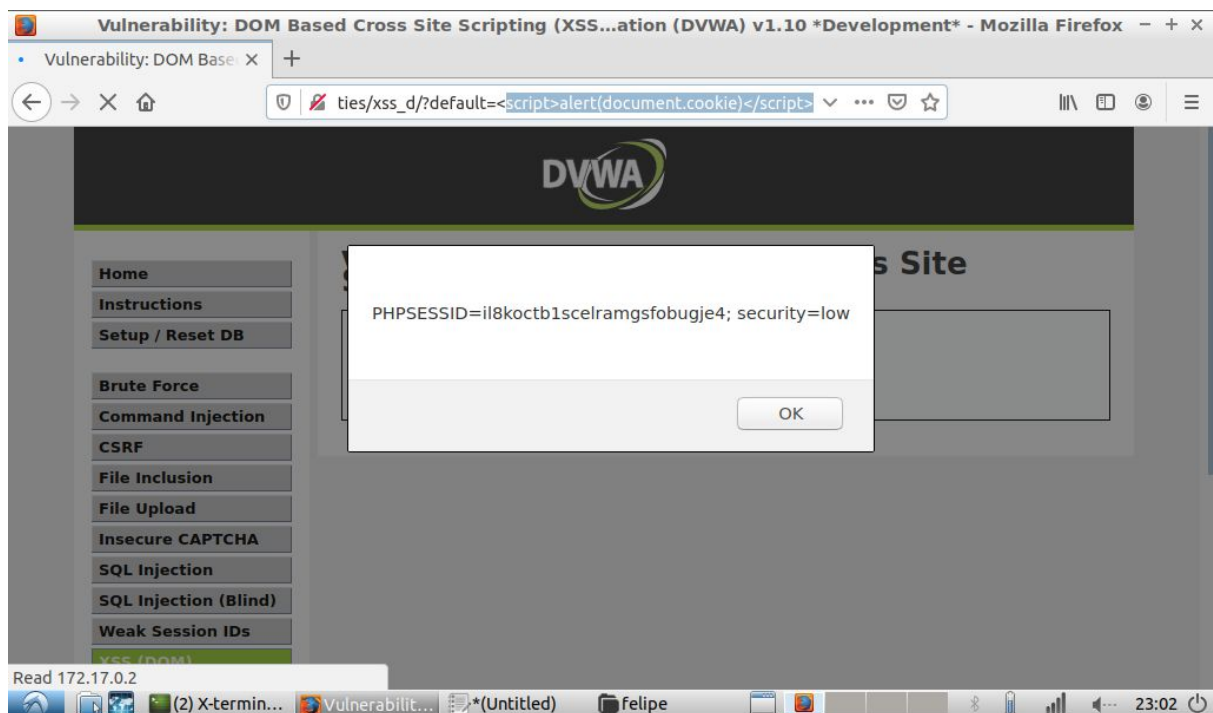 Vulnerability: DOM Based Cross Site Scripting (XSS...ation (DVWA) v1.10 *Development* - Mozilla Firefox
Vulnerability: DOM Base
ties/xss_d/?default=<script>alert(document.cookie)</script>
DVWA
s Site
PHPSESSID=il8koctb1scelramgsfobugje4; security=low
OK
Home
Instructions
Setup / Reset DB
Brute Force
Command Injection
CSRF
File Inclusion
File Upload
Insecure CAPTCHA
SQL Injection
SQL Injection (Blind)
Weak Session IDs
XSS (DOM)
Read 172.17.0.2
(2) X-termin...
Vulnerabilit...
*(Untitled)
felipe
23:02